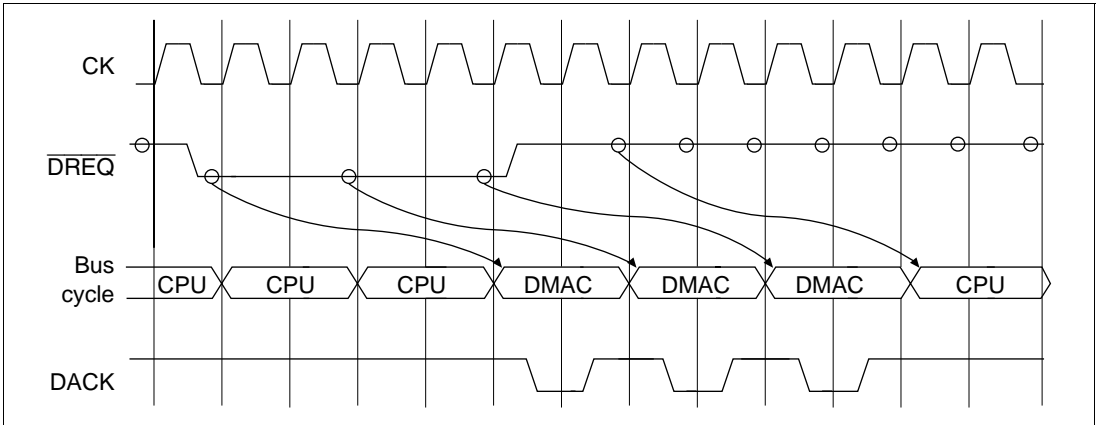 CK
DREQ
Bus cycle
CPU CPU CPU DMAC DMAC DMAC CPU
DACK